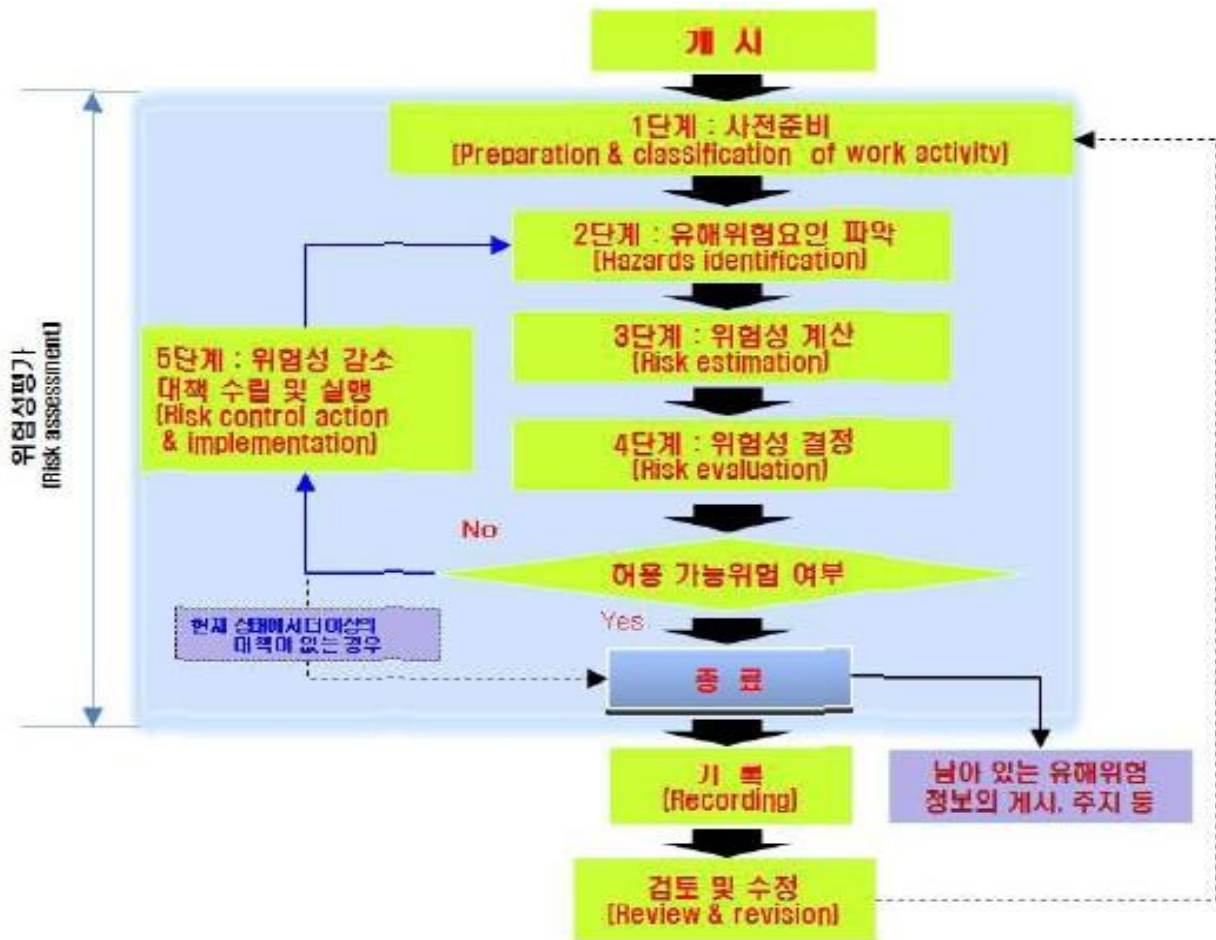 개 시
1단계 : 사전준비
(Preparation & classification of work activity)
2단계 : 유해위험요인 파악
(Hazards identification)
3단계 : 위험성 계산
(Risk estimation)
5단계 : 위험성 감소
대책 수립 및 실행
(Risk control action
& implementation)
4단계 : 위험성 결정
(Risk evaluation)
위험성평가
(Risk assessment)
No
허용 가능위험 여부
현재 상태에서 더 이상의
대책이 없는 경우
Yes
종 료
기 록
(Recording)
남아 있는 유해위험
정보의 게시, 주지 등
검토 및 수정
(Review & revision)